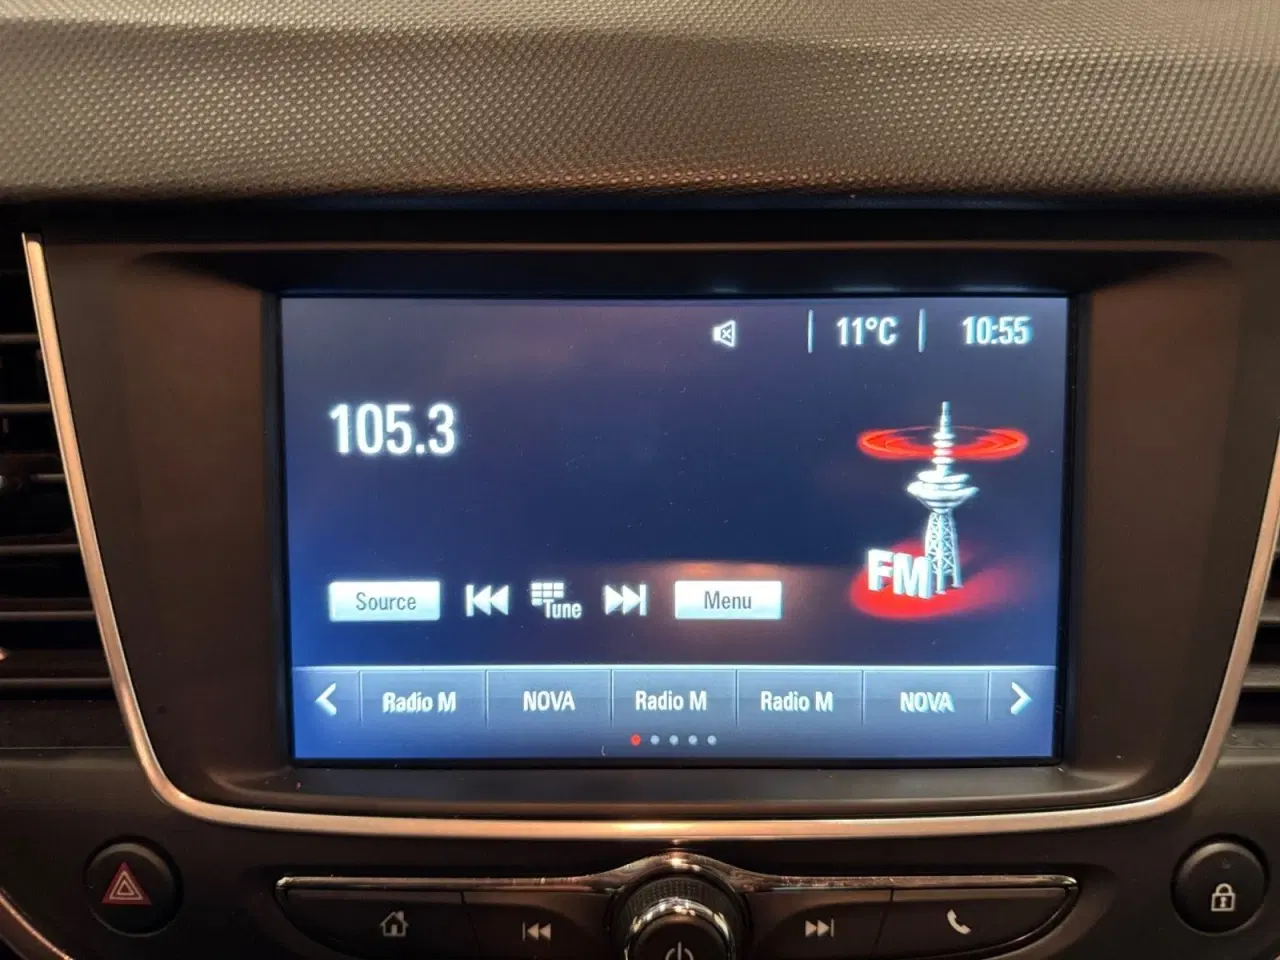 11°C 10:55
105.3
FM
Source Tune Menu
Radio M NOVA Radio M Radio M NOVA